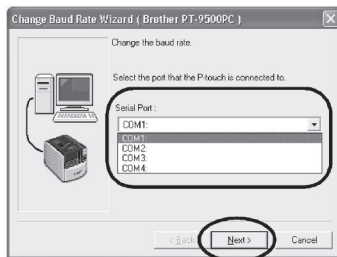 Change Baud Rate Wizard ( Brother PT-9500PC )
Change the baud rate.
Select the port that the P-touch is connected to.
Serial Port :
COM1:
COM1:
COM2:
COM3:
COM4:
< Back
Next >
Cancel